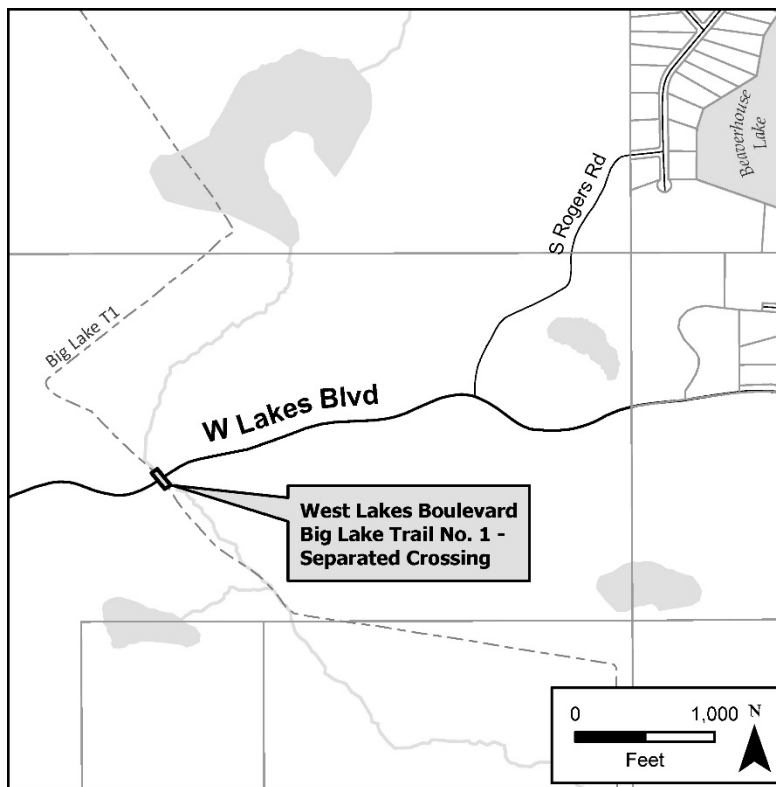 Beaverhouse
Lake
S Rogers Rd
Big Lake T1
W Lakes Blvd
West Lakes Boulevard
Big Lake Trail No. 1 -
Separated Crossing
0 1,000 N
Feet